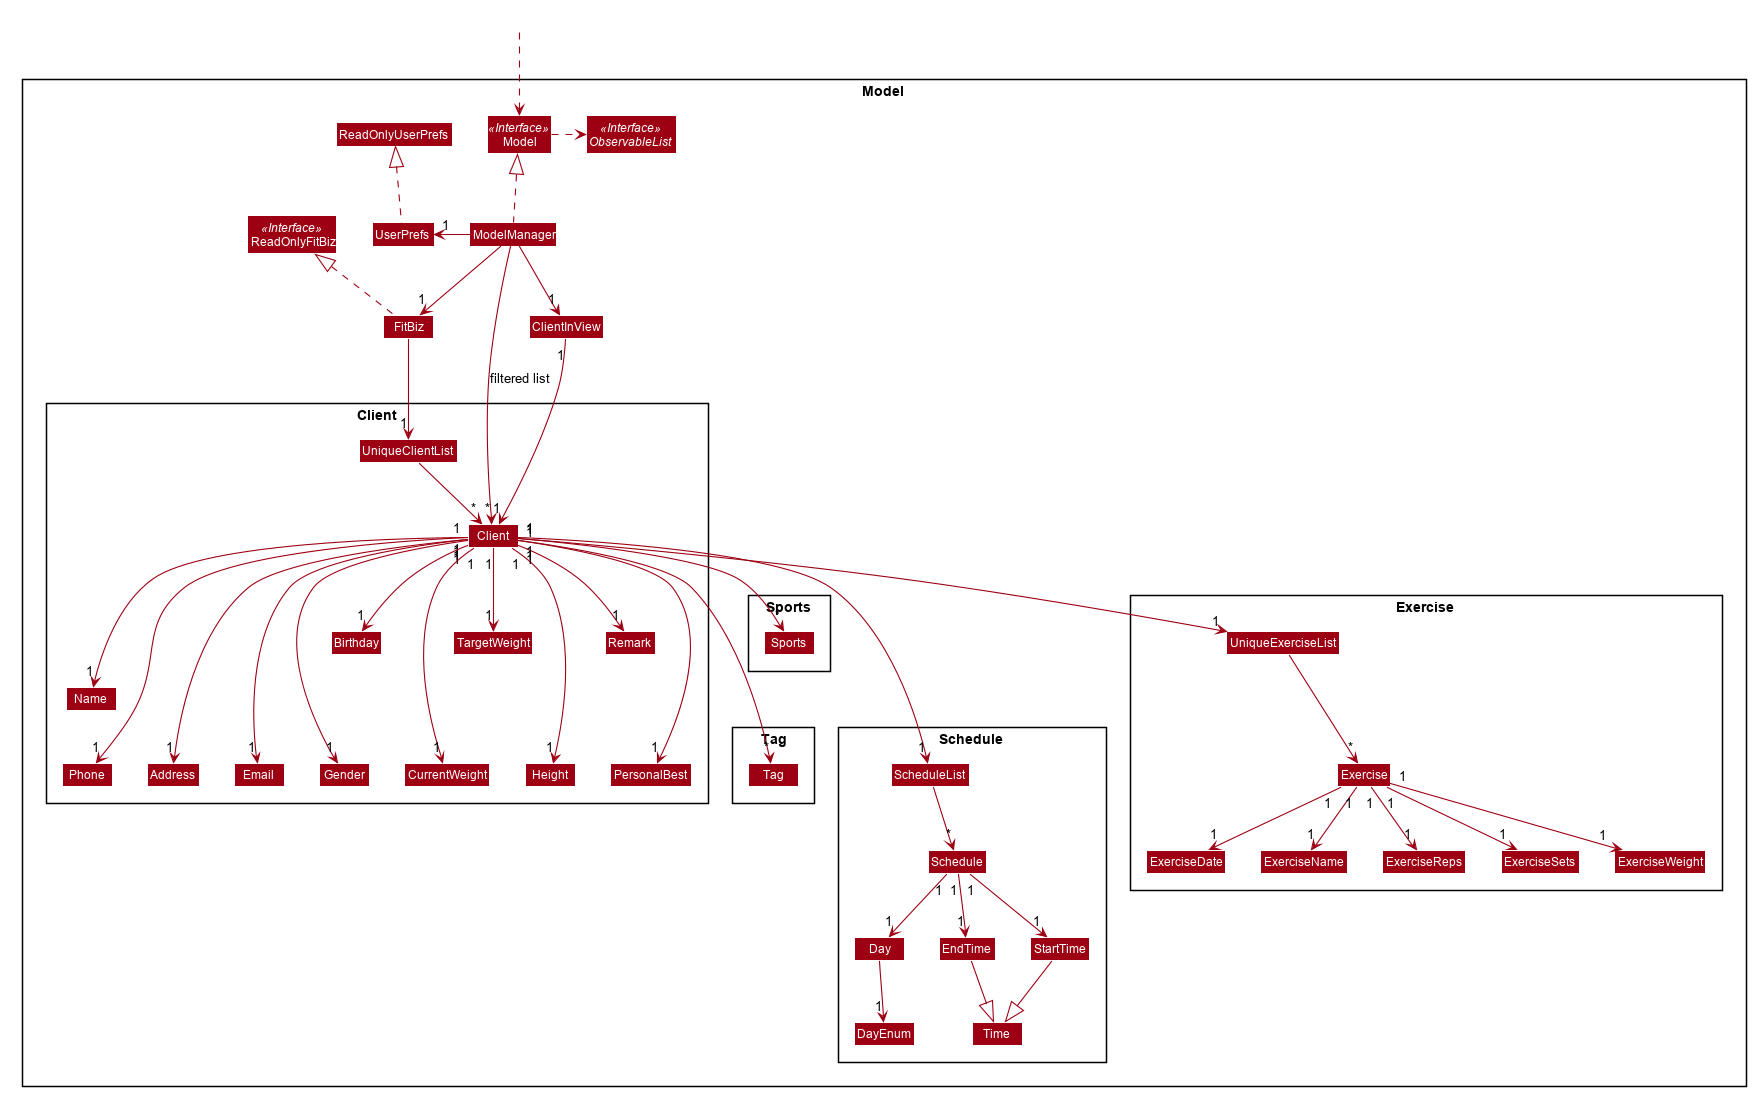 Model
«Interface»
Model
«Interface»
ObservableList
ReadOnlyUserPrefs
«Interface»
ReadOnlyFitBiz
UserPrefs
1
ModelManager
1
1
FitBiz
ClientInView
1
filtered list
Client
1
UniqueClientList
*
*
1
1
Client
1
1
1
1
1
1
1
1
1
1
1
Birthday
TargetWeight
Remark
Sports
Sports
Exercise
1
UniqueExerciseList
1
Name
1
1
1
1
1
1
1
Phone
Address
Email
Gender
CurrentWeight
Height
PersonalBest
Tag
*
Tag
Schedule
1
ScheduleList
*
Schedule
1
1
1
1
1
1
Day
EndTime
StartTime
1
DayEnum
Time
*
Exercise
1
1
1
1
1
1
1
1
1
1
ExerciseDate
ExerciseName
ExerciseReps
ExerciseSets
ExerciseWeight